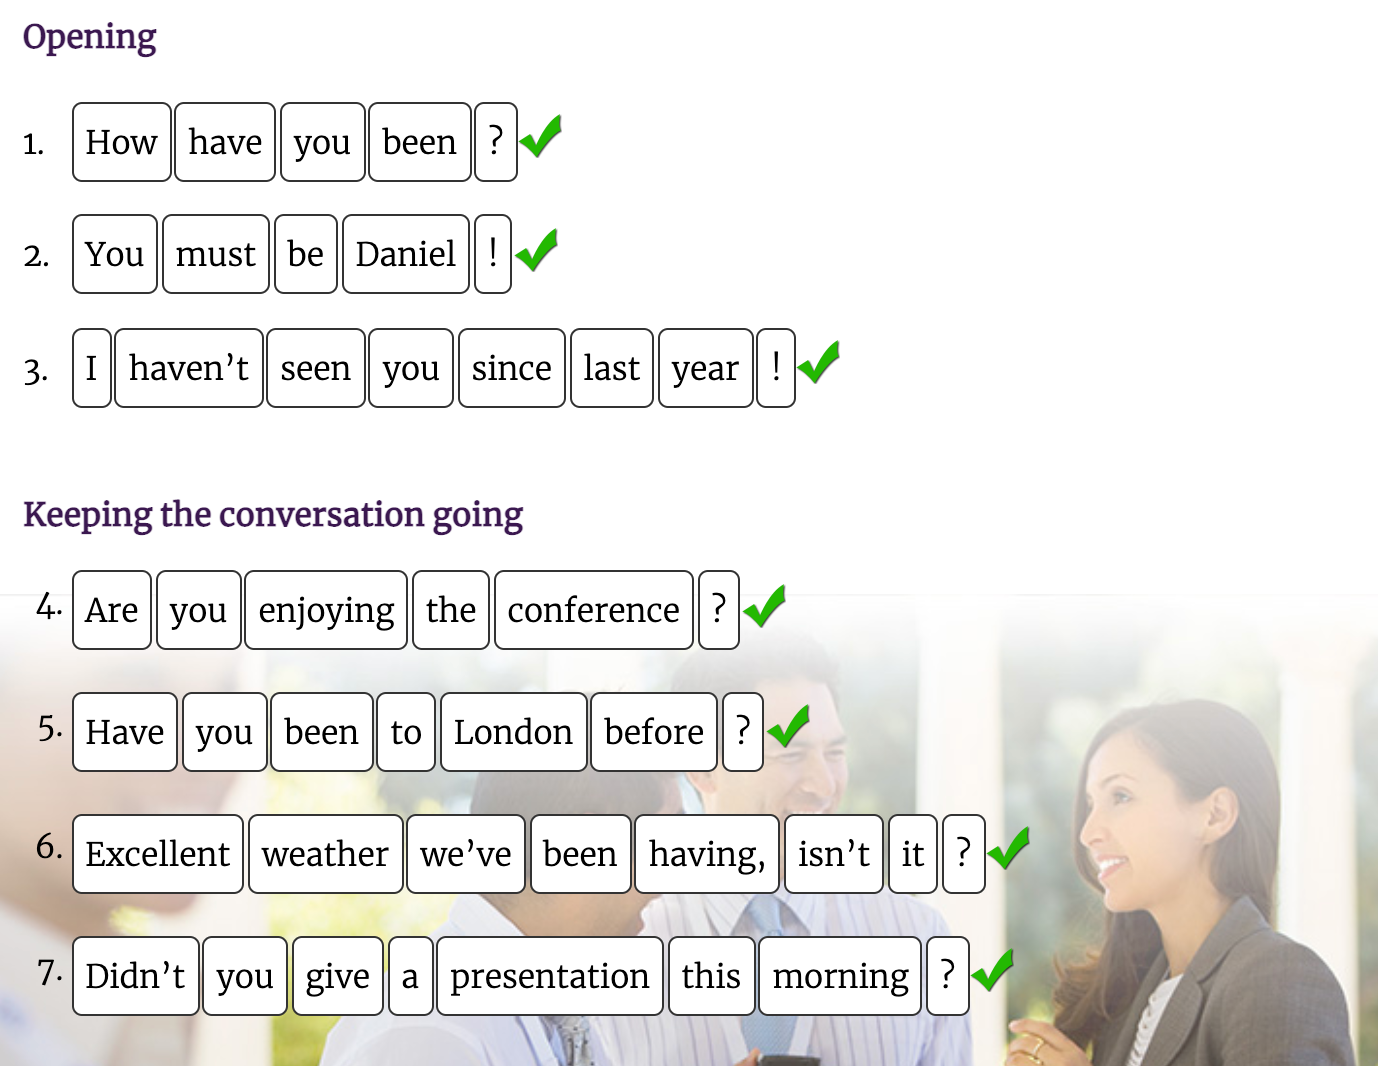 Opening
1. How have you been ?
2. You must be Daniel !
3. I haven’t seen you since last year !
Keeping the conversation going
4. Are you enjoying the conference ?
5. Have you been to London before ?
6. Excellent weather we’ve been having, isn’t it ?
7. Didn’t you give a presentation this morning ?